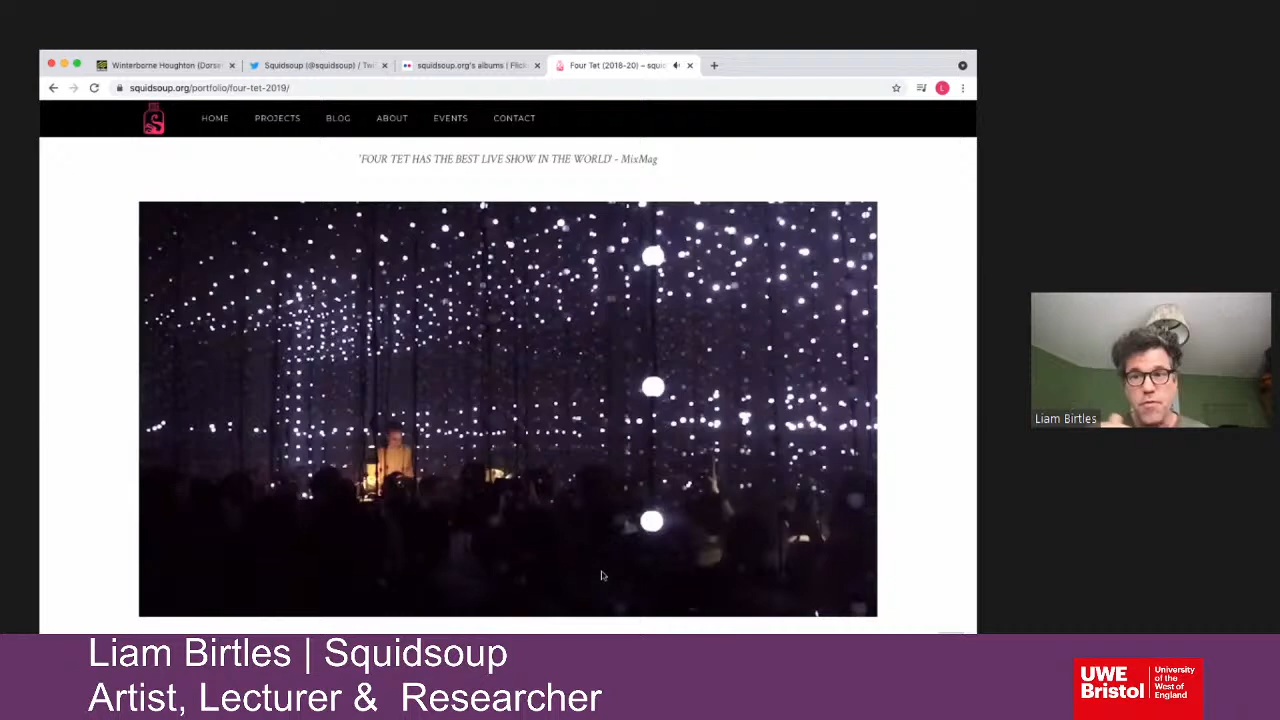 Winterborne Houghton (Dorse
Squidsoup (@squidsoup) / Twi
squidsoup.org's albums | Flick
Four Tet (2018-20) – squid
squidsoup.org/portfolio/four-tet-2019/
L
S
HOME
PROJECTS
BLOG
ABOUT
EVENTS
CONTACT
'FOUR TET HAS THE BEST LIVE SHOW IN THE WORLD' - MixMag
Liam Birtles
Liam Birtles | Squidsoup
Artist, Lecturer & Researcher
UWE
Bristol
University
of the
West of
England